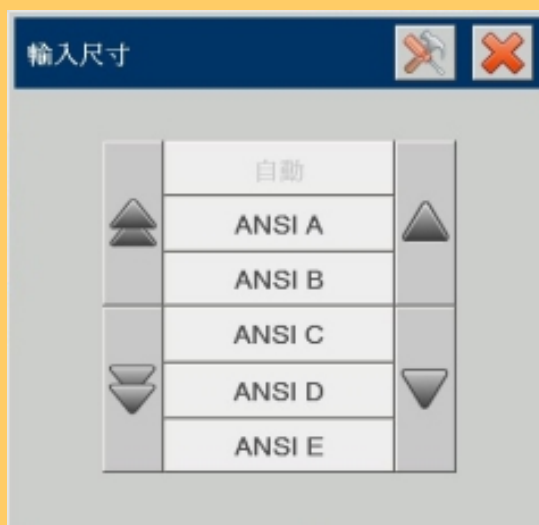 輸入尺寸
自動
ANSI A
ANSI B
ANSI C
ANSI D
ANSI E